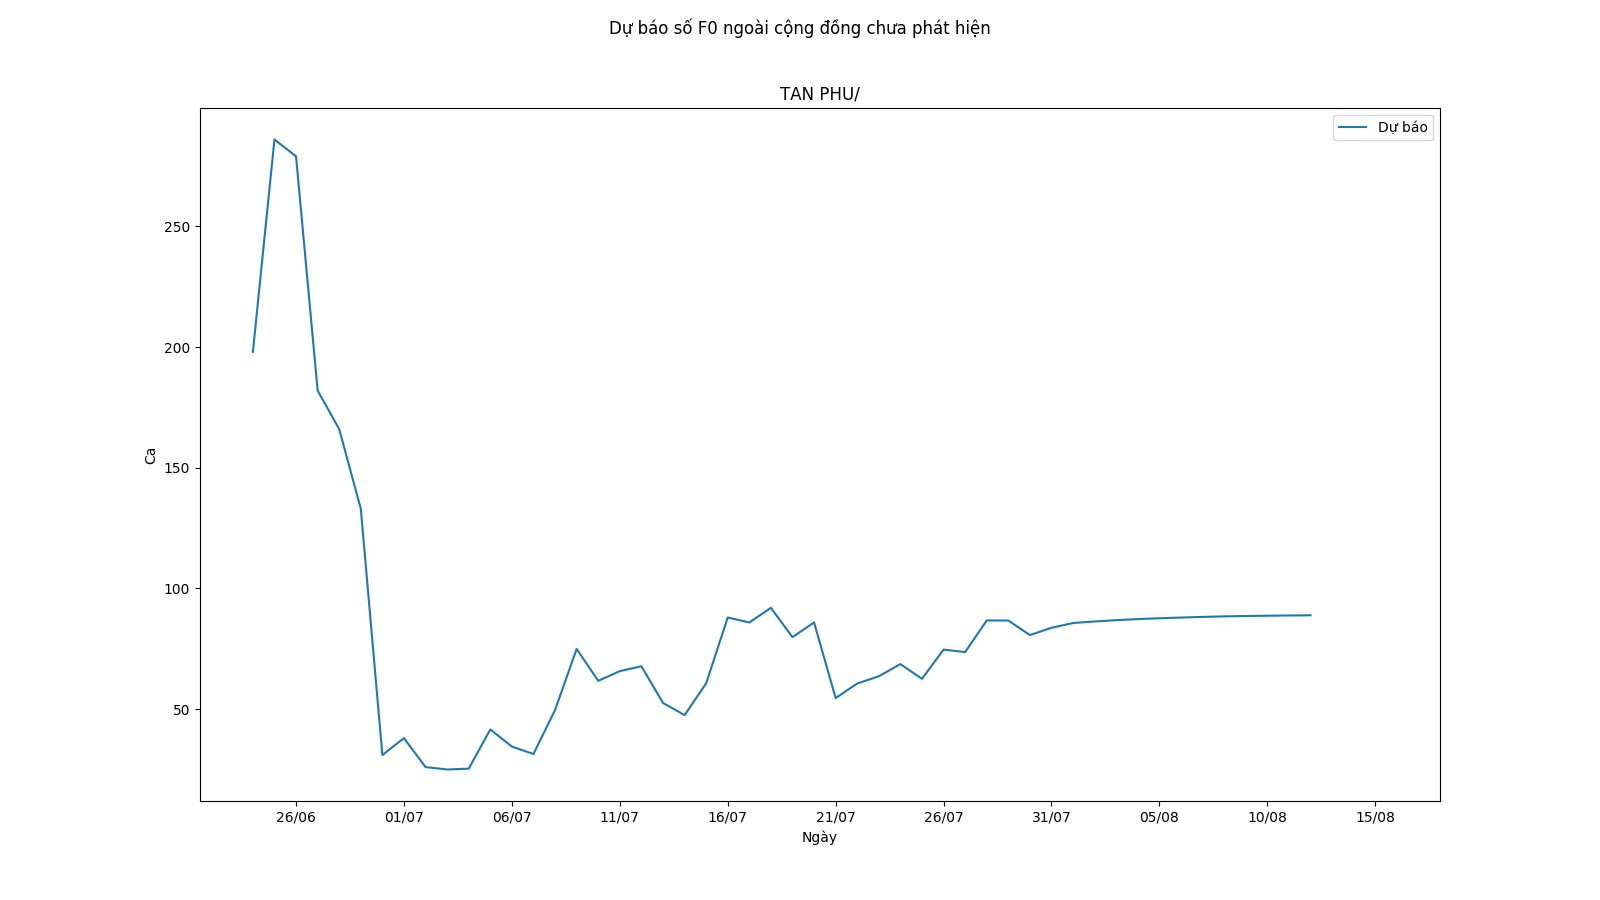 Dự báo số F0 ngoài cộng đồng chưa phát hiện
TAN PHU/
Dự báo
250
200
150
100
50
Ca
26/06 01/07 06/07 11/07 16/07 21/07 26/07 31/07 05/08 10/08 15/08
Ngày